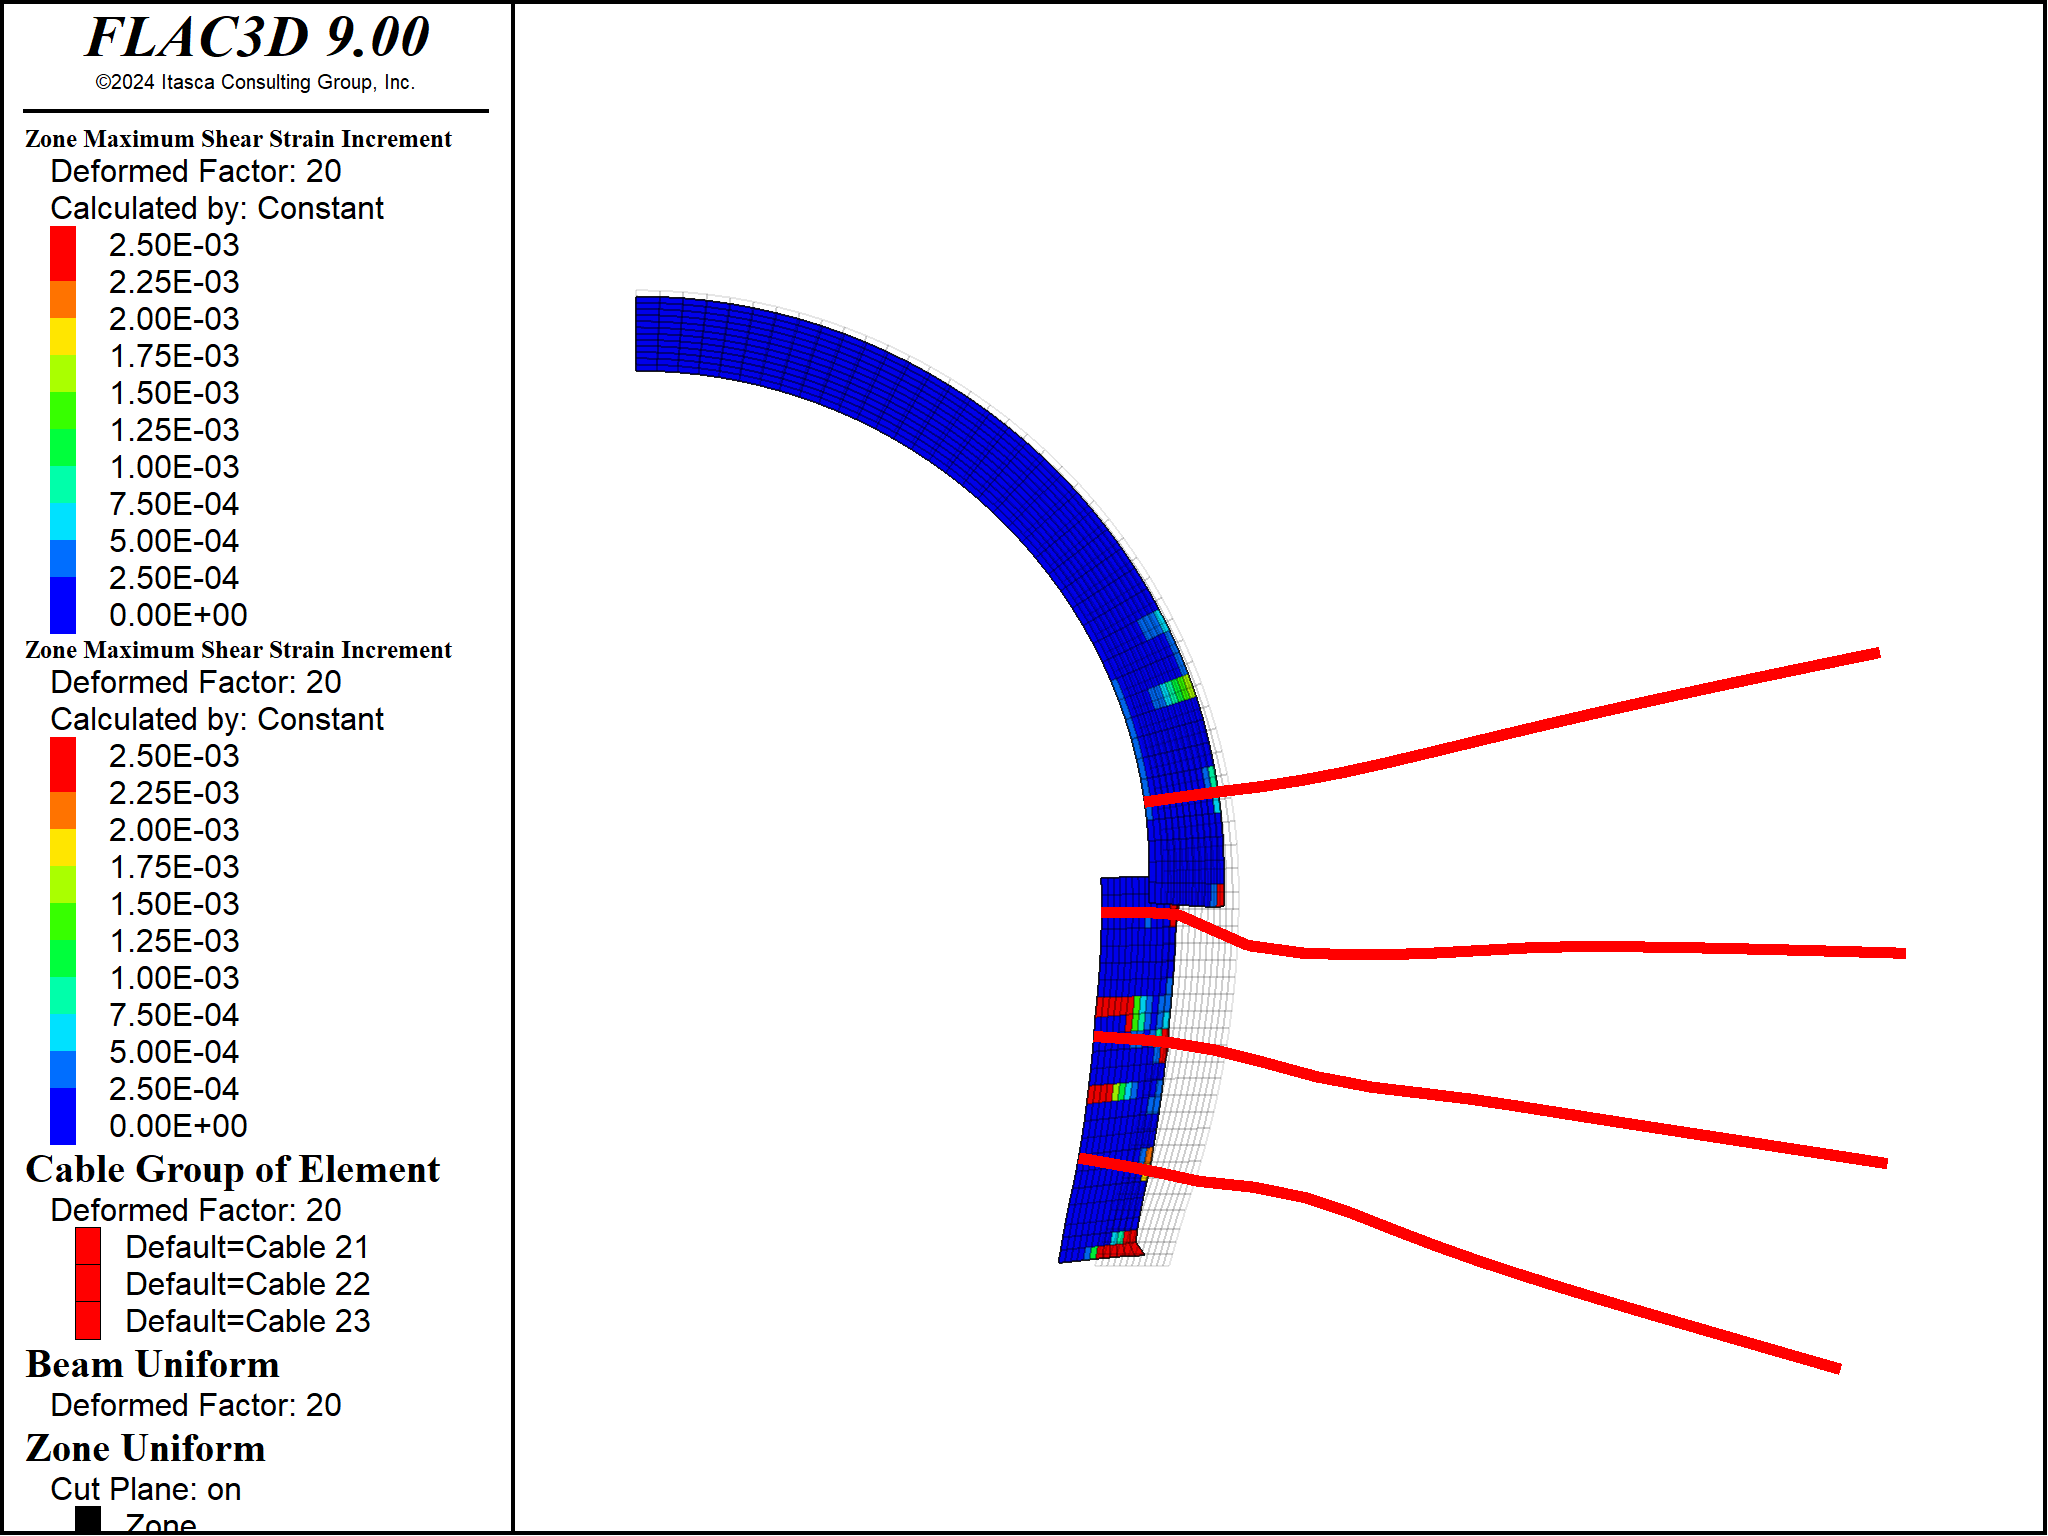 FLAC3D 9.00
©2024 Itasca Consulting Group, Inc.
Zone Maximum Shear Strain Increment
Deformed Factor: 20
Calculated by: Constant
2.50E-03
2.25E-03
2.00E-03
1.75E-03
1.50E-03
1.25E-03
1.00E-03
7.50E-04
5.00E-04
2.50E-04
0.00E+00
Zone Maximum Shear Strain Increment
Deformed Factor: 20
Calculated by: Constant
2.50E-03
2.25E-03
2.00E-03
1.75E-03
1.50E-03
1.25E-03
1.00E-03
7.50E-04
5.00E-04
2.50E-04
0.00E+00
Cable Group of Element
Deformed Factor: 20
Default=Cable 21
Default=Cable 22
Default=Cable 23
Beam Uniform
Deformed Factor: 20
Zone Uniform
Cut Plane: on
Zone